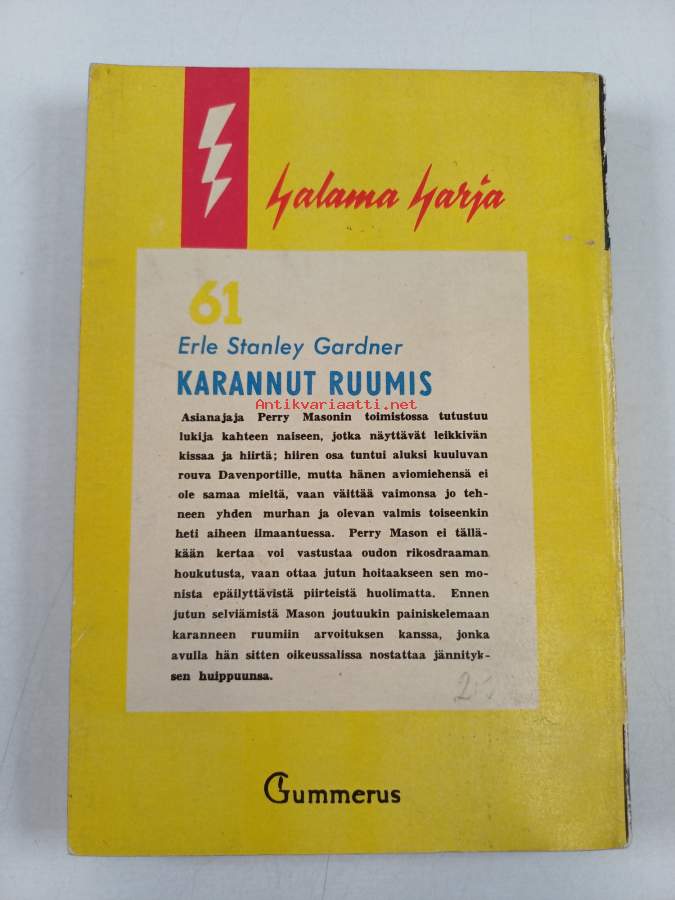 Salama Sarja
61
Erle Stanley Gardner
KARANNUT RUUMIS
Antikvariaatti.net
Asianajaja Perry Masonin toimistossa tutustuu
lukija kahteen naiseen, jotka näyttävät leikkivän
kissaa ja hiirtä; hiiren osa tuntui aluksi kuuluvan
rouva Davenportille, mutta hänen aviomiehensä ei
ole samaa mieltä, vaan väittää vaimonsa jo teh-
neen yhden murhan ja olevan valmis toiseenkin
heti aiheen ilmaantuessa. Perry Mason ei tällä-
kään kertaa voi vastustaa oudon rikosdraaman
houkutusta, vaan ottaa jutun hoitaakseen sen mo-
nista epäilyttävistä piirteistä huolimatta. Ennen
jutun selviämistä Mason joutuukin painiskelemaan
karanneen ruumiin arvoituksen kanssa, jonka
avulla hän sitten oikeussalissa nostattaa jännityk-
sen huippuunsa.
Gummerus